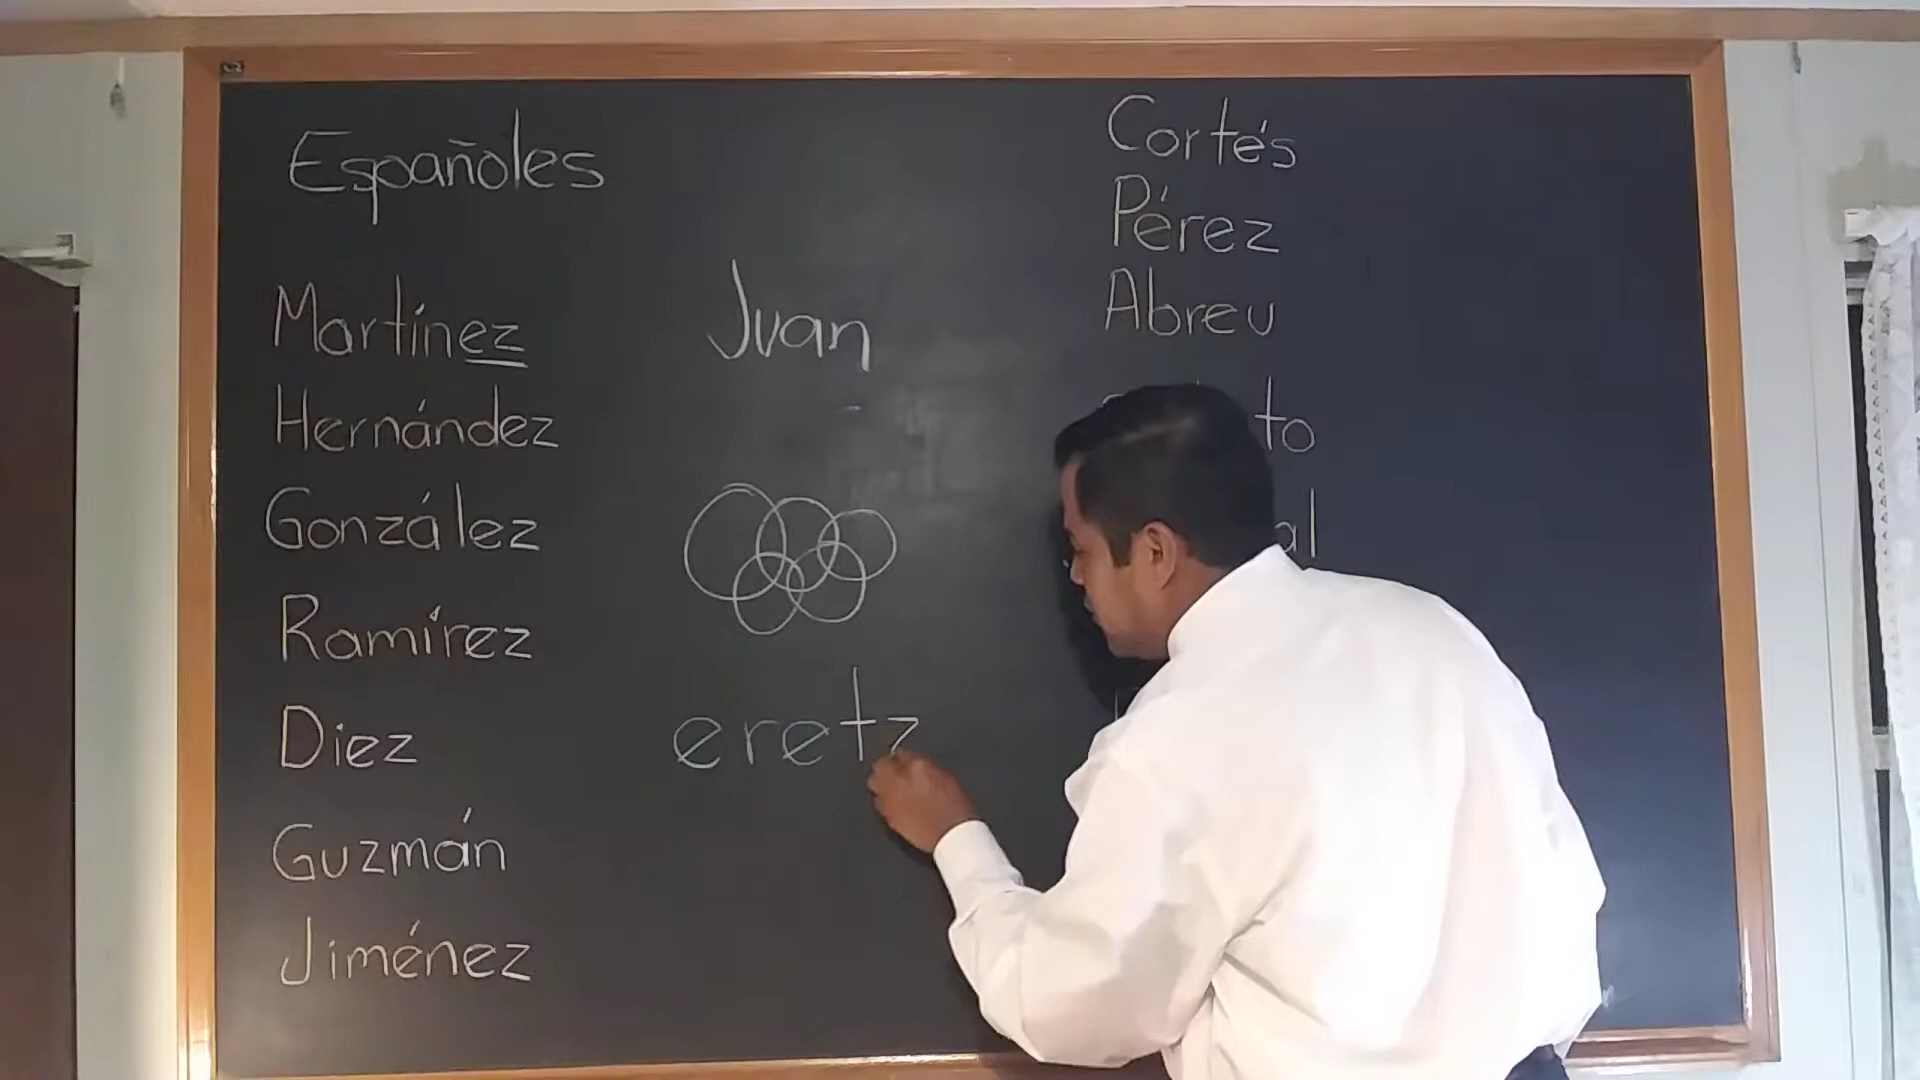 Españoles
Martínez
Hernández
González
Ramírez
Diez
Guzmán
Jiménez
Juan
eretz
Cortés
Pérez
Abreu